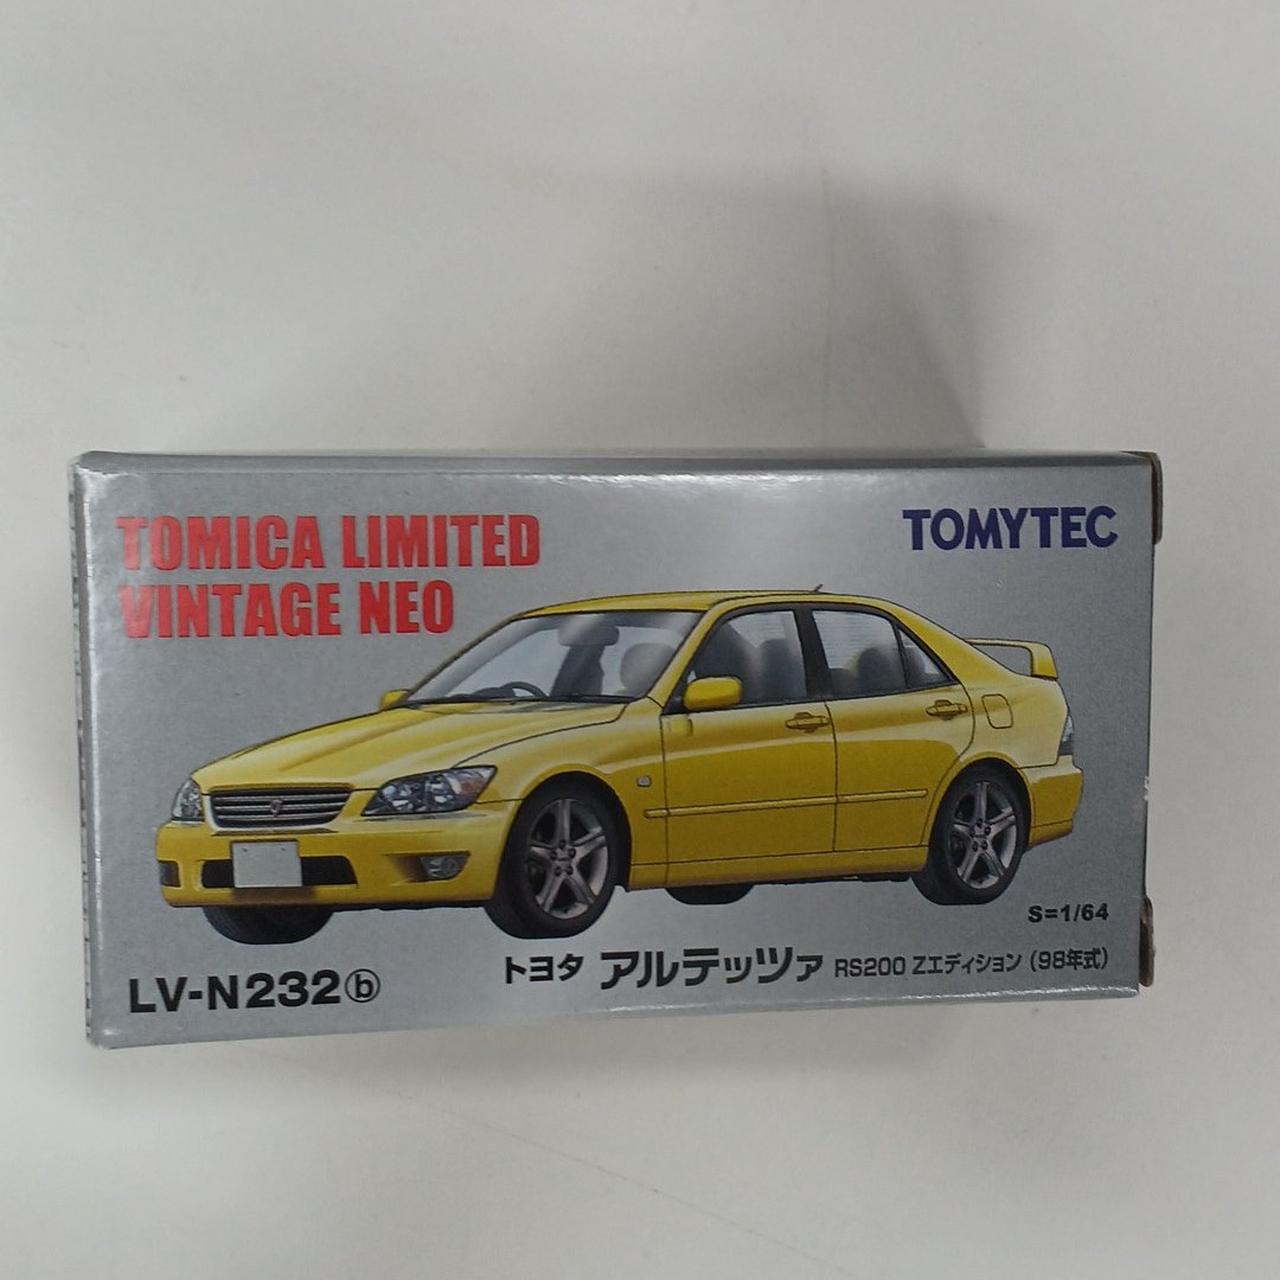 TOMICA LIMITED
VINTAGE NEO
TOMYTEC
S=1/64
LV-N232ⓑ
トヨタ アルテッツァ RS200 Zエディション (98年式)